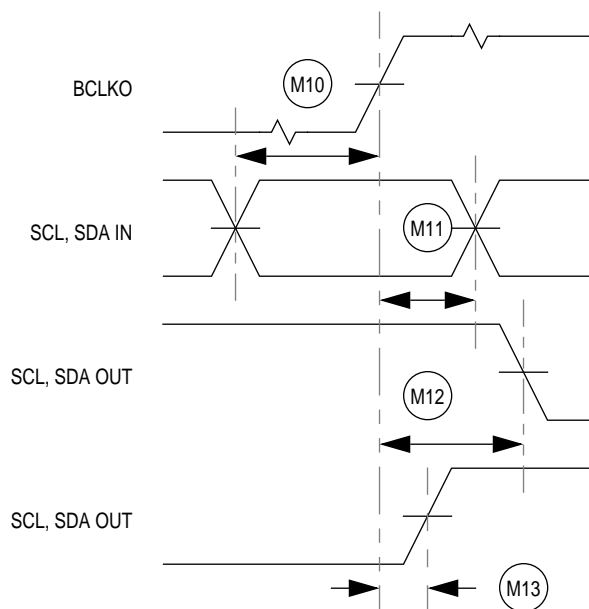 M10
BCLKO
M11
SCL, SDA IN
SCL, SDA OUT
M12
SCL, SDA OUT
M13